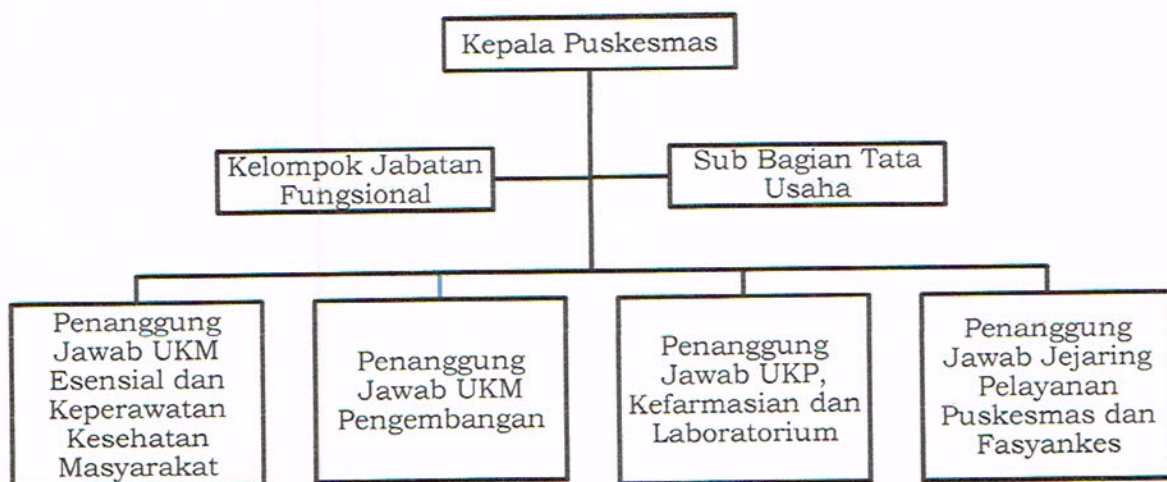 Kepala Puskesmas
Kelompok Jabatan
Fungsional
Sub Bagian Tata
Usaha
Penanggung
Jawab UKM
Esensial dan
Keperawatan
Kesehatan
Masyarakat
Penanggung
Jawab UKM
Pengembangan
Penanggung
Jawab UKP,
Kefarmasian dan
Laboratorium
Penanggung
Jawab Jejaring
Pelayanan
Puskesmas dan
Fasyankes